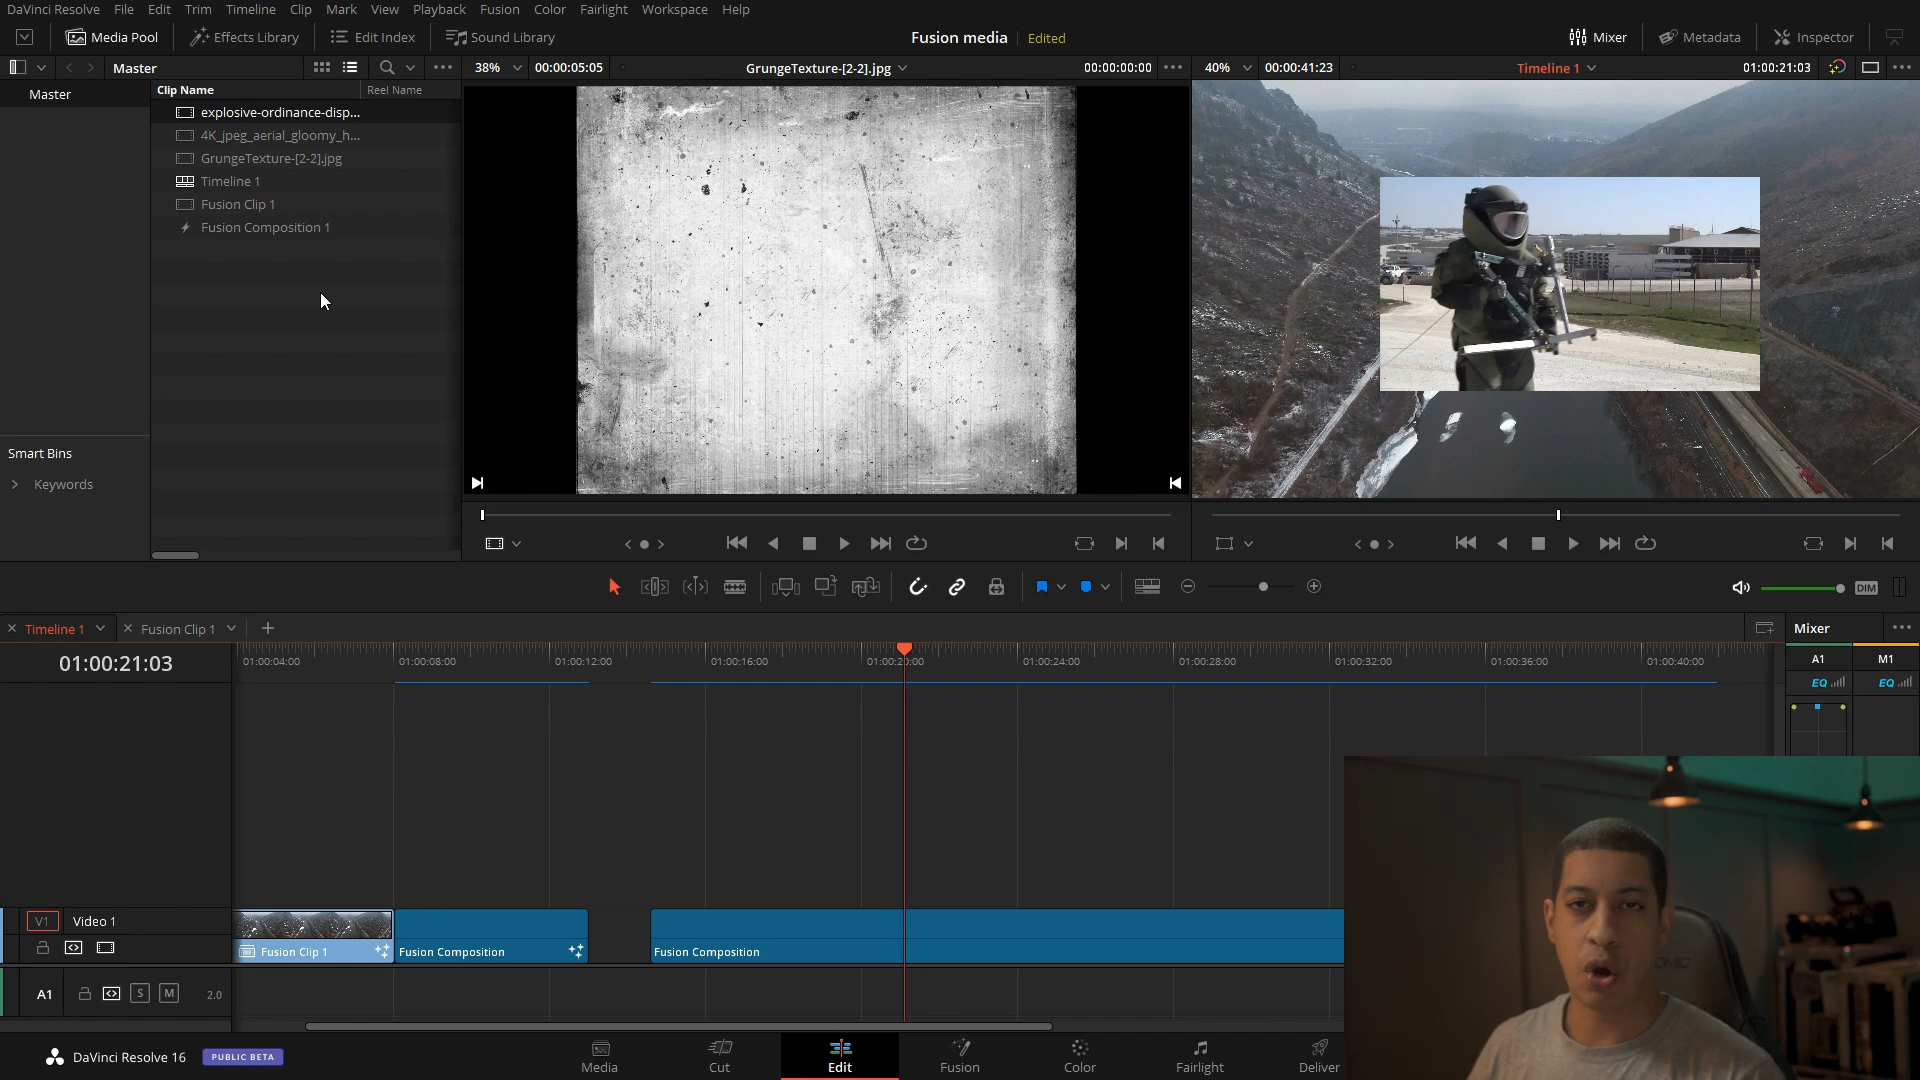 DaVinci Resolve File Edit Trim Timeline Clip Mark View Playback Fusion Color Fairlight Workspace Help
Media Pool Effects Library Edit Index Sound Library Fusion media Edited Mixer Metadata Inspector
Master 38% 00:00:05:05 GrungeTexture-[2-2].jpg 00:00:00:00 40% 00:00:41:23 Timeline 1 01:00:21:03
Master Clip Name Reel Name
explosive-ordinance-disp...
4K_jpeg_aerial_gloomy_h...
GrungeTexture-[2-2].jpg
Timeline 1
Fusion Clip 1
Fusion Composition 1
Smart Bins
Keywords
DIM
Timeline 1 Fusion Clip 1 Mixer
01:00:21:03 01:00:04:00 01:00:08:00 01:00:12:00 01:00:16:00 01:00:20:00 01:00:24:00 01:00:28:00 01:00:32:00 01:00:36:00 01:00:40:00 A1 M1
EQ EQ
V1 Video 1
Fusion Clip 1 Fusion Composition Fusion Composition
A1 S M 2.0
DaVinci Resolve 16 PUBLIC BETA Media Cut Edit Fusion Color Fairlight Deliver